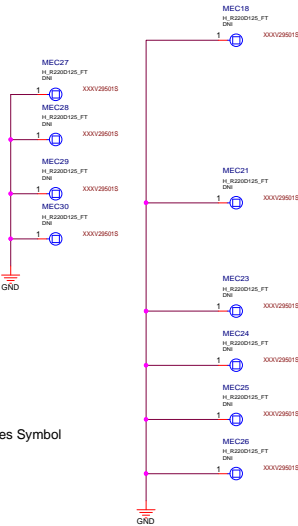 MEC18
H_R220D125_FT
DNI
1
XXXV29501S
MEC27
H_R220D125_FT
DNI
1
XXXV29501S
MEC28
H_R220D125_FT
DNI
1
XXXV29501S
MEC29
H_R220D125_FT
DNI
1
XXXV29501S
MEC30
H_R220D125_FT
DNI
1
XXXV29501S
GND
MEC21
H_R220D125_FT
DNI
1
XXXV29501S
MEC23
H_R220D125_FT
DNI
1
XXXV29501S
MEC24
H_R220D125_FT
DNI
1
XXXV29501S
MEC25
H_R220D125_FT
DNI
1
XXXV29501S
MEC26
H_R220D125_FT
DNI
1
XXXV29501S
GND
es Symbol